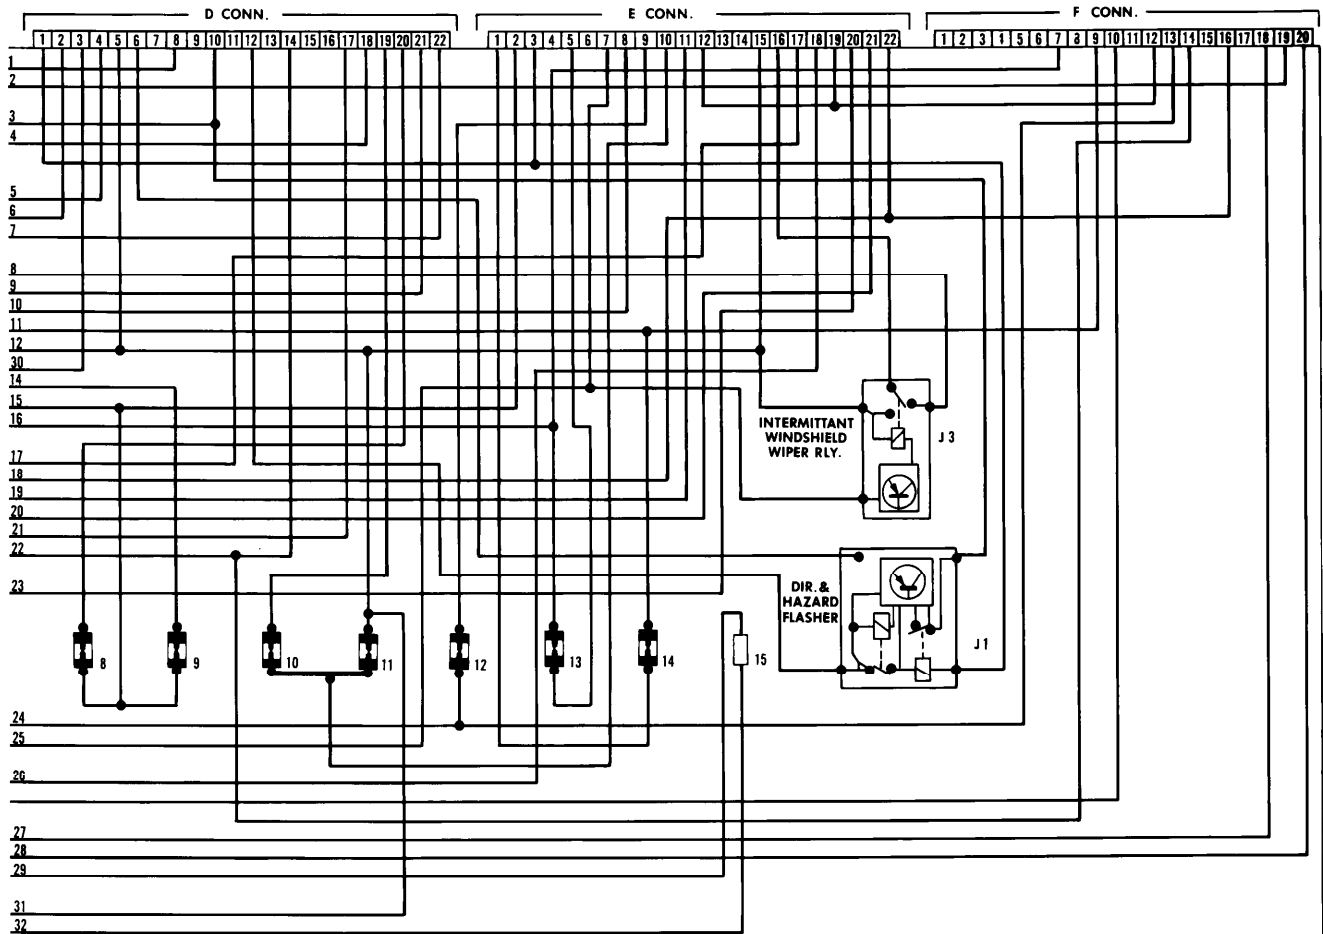 D CONN. E CONN. F CONN.
1 2 3 4 5 6 7 8 9 10 11 12 13 14 15 16 17 18 19 20 21 22
1 2 3 4 5 6 7 8 9 10 11 12 13 14 15 16 17 18 19 20 21 22
1 2 3 4 5 6 7 8 9 10 11 12 13 14 15 16 17 18 19 20
1
2
3
4
5
6
7
8
9
10
11
12
30
14
15
16
17
18
19
20
21
22
23
24
25
26
27
28
29
31
32
INTERMITTANT
WINDSHIELD
WIPER RLY.
J 3
DIR. &
HAZARD
FLASHER
J 1
8 9 10 11 12 13 14 15